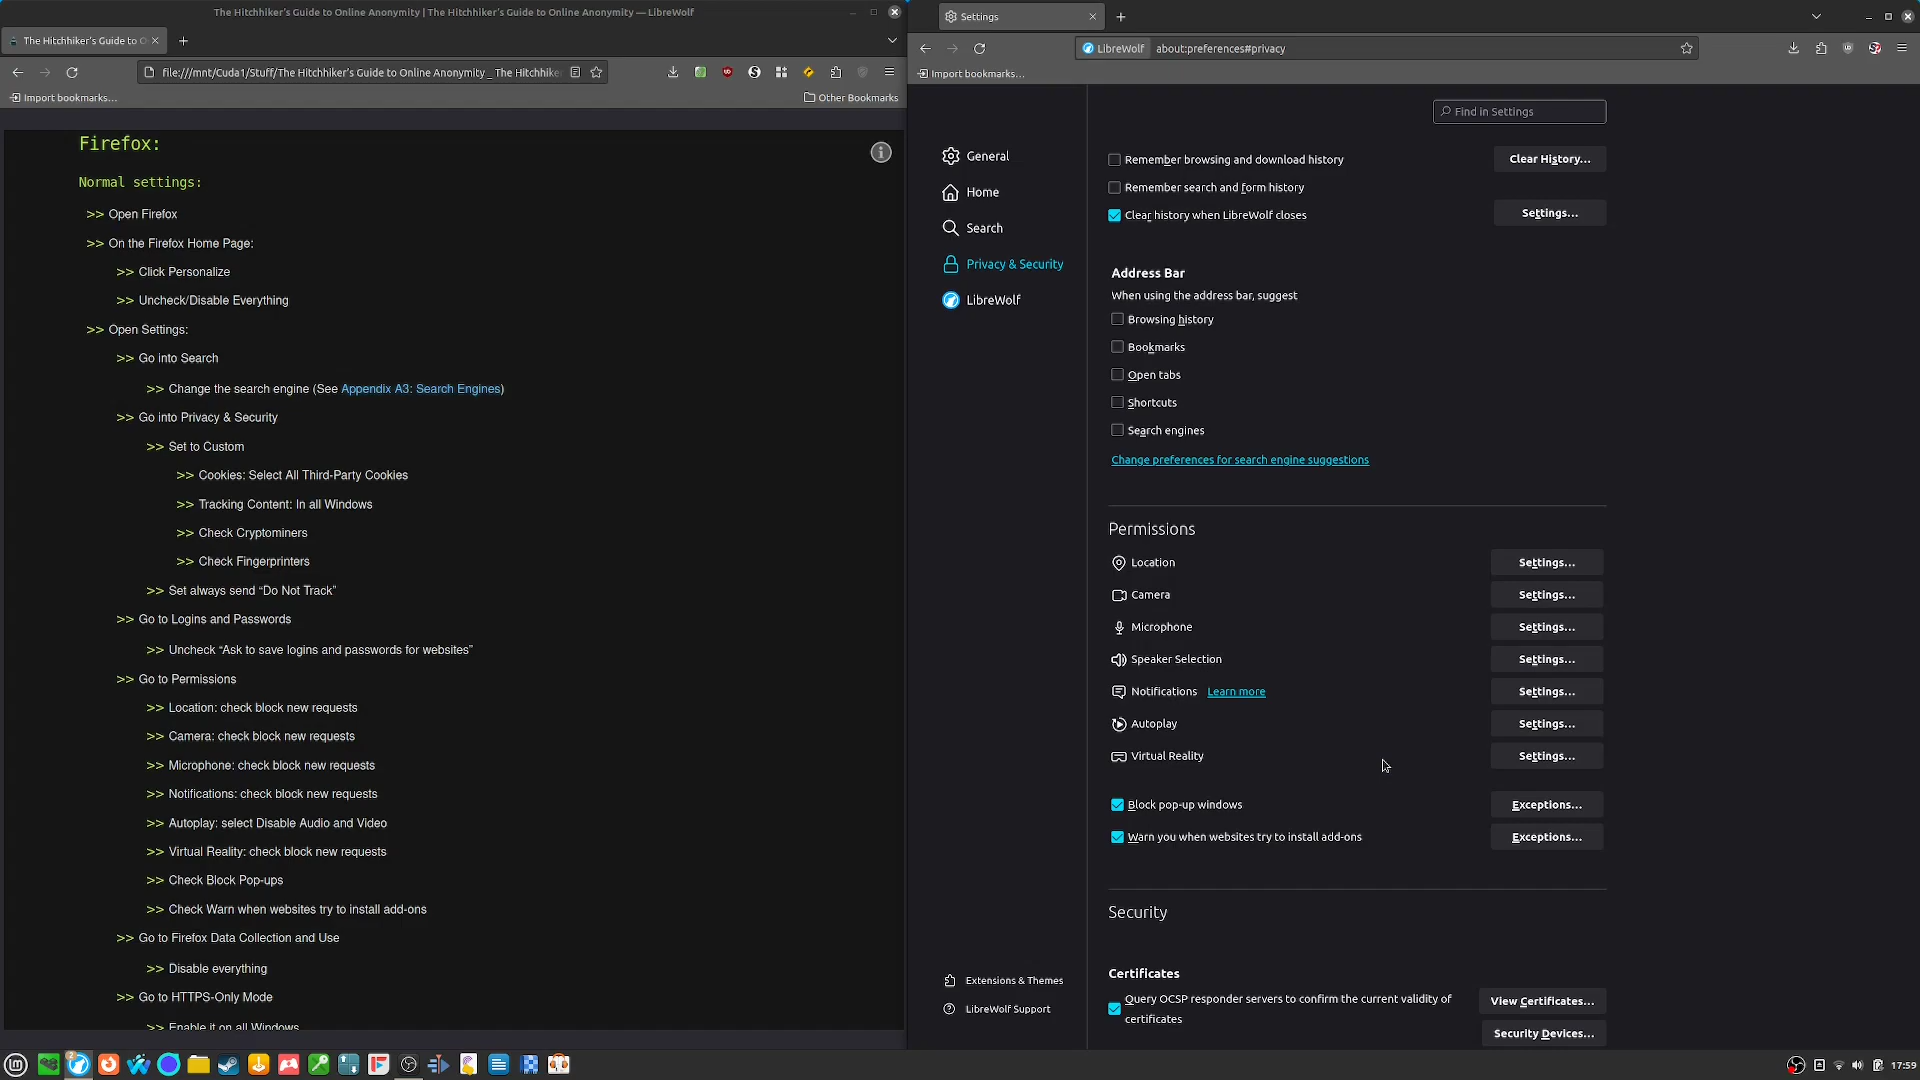 The Hitchhiker's Guide to Online Anonymity | The Hitchhiker's Guide to Online Anonymity — LibreWolf
The Hitchhiker's Guide to O
file:///mnt/Cuda1/Stuff/The Hitchhiker's Guide to Online Anonymity _ The Hitchhike
Import bookmarks...
Other Bookmarks
Firefox:
Normal settings:
>> Open Firefox
>> On the Firefox Home Page:
>> Click Personalize
>> Uncheck/Disable Everything
>> Open Settings:
>> Go into Search
>> Change the search engine (See Appendix A3: Search Engines)
>> Go into Privacy & Security
>> Set to Custom
>> Cookies: Select All Third-Party Cookies
>> Tracking Content: In all Windows
>> Check Cryptominers
>> Check Fingerprinters
>> Set always send “Do Not Track”
>> Go to Logins and Passwords
>> Uncheck “Ask to save logins and passwords for websites”
>> Go to Permissions
>> Location: check block new requests
>> Camera: check block new requests
>> Microphone: check block new requests
>> Notifications: check block new requests
>> Autoplay: select Disable Audio and Video
>> Virtual Reality: check block new requests
>> Check Block Pop-ups
>> Check Warn when websites try to install add-ons
>> Go to Firefox Data Collection and Use
>> Disable everything
>> Go to HTTPS-Only Mode
>> Enable it on all Windows
Settings
LibreWolf
about:preferences#privacy
Import bookmarks...
Find in Settings
General
Home
Search
Privacy & Security
LibreWolf
Extensions & Themes
LibreWolf Support
Remember browsing and download history
Clear History...
Remember search and form history
Clear history when LibreWolf closes
Settings...
Address Bar
When using the address bar, suggest
Browsing history
Bookmarks
Open tabs
Shortcuts
Search engines
Change preferences for search engine suggestions
Permissions
Location
Settings...
Camera
Settings...
Microphone
Settings...
Speaker Selection
Settings...
Notifications Learn more
Settings...
Autoplay
Settings...
Virtual Reality
Settings...
Block pop-up windows
Exceptions...
Warn you when websites try to install add-ons
Exceptions...
Security
Certificates
Query OCSP responder servers to confirm the current validity of
certificates
View Certificates...
Security Devices...
17:59